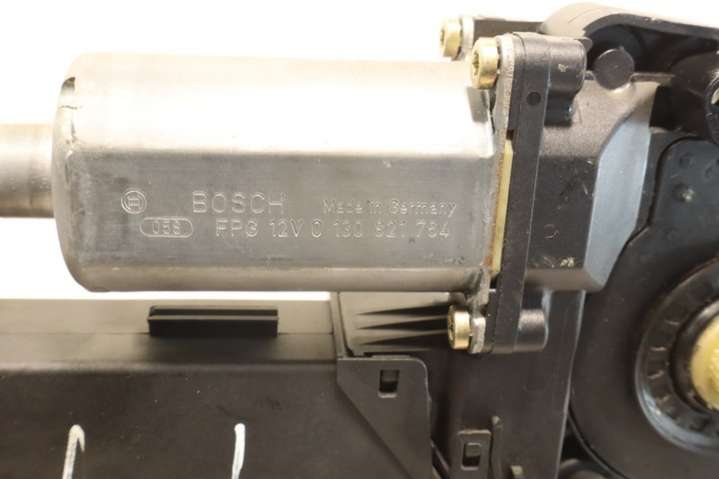 BOSCH Made in Germany
FPG 12V 0 130 821 764